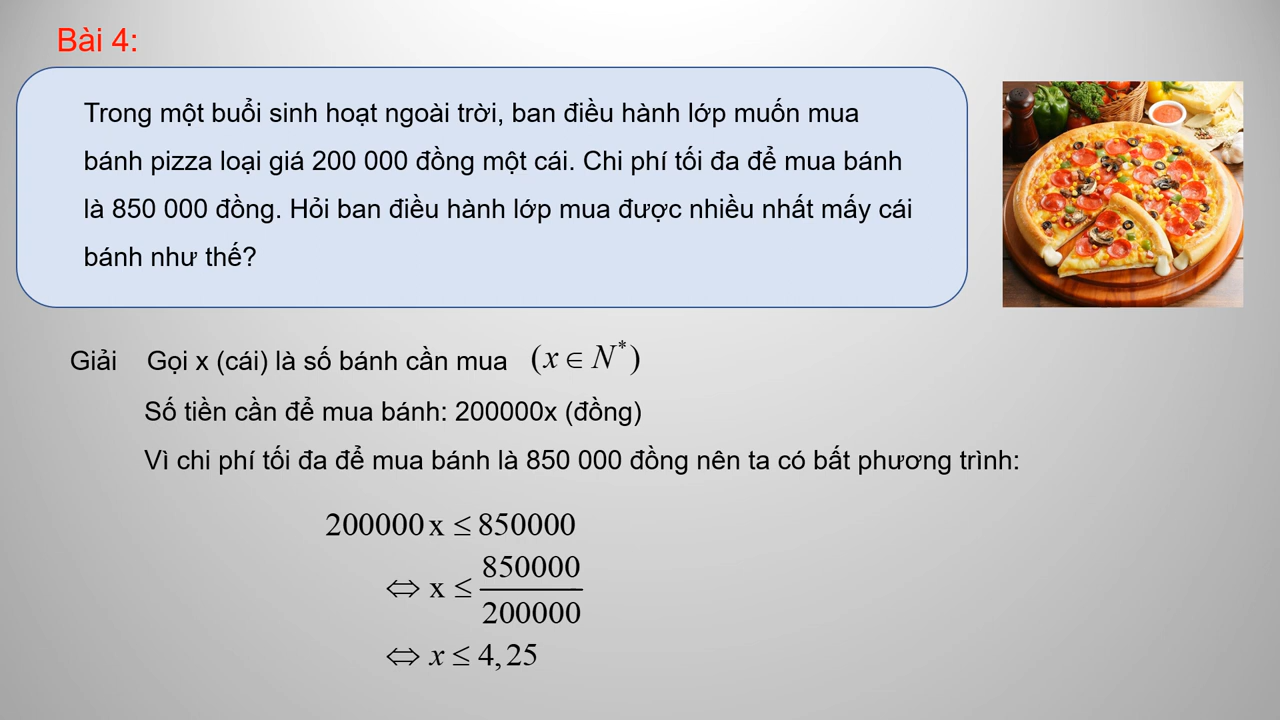 Bài 4:
Trong một buổi sinh hoạt ngoài trời, ban điều hành lớp muốn mua
bánh pizza loại giá 200 000 đồng một cái. Chi phí tối đa để mua bánh
là 850 000 đồng. Hỏi ban điều hành lớp mua được nhiều nhất mấy cái
bánh như thế?
Giải Gọi x (cái) là số bánh cần mua (x ∈ N*)
Số tiền cần để mua bánh: 200000x (đồng)
Vì chi phí tối đa để mua bánh là 850 000 đồng nên ta có bất phương trình:
200000x ≤ 850000
⇔ x ≤ 850000/200000
⇔ x ≤ 4,25